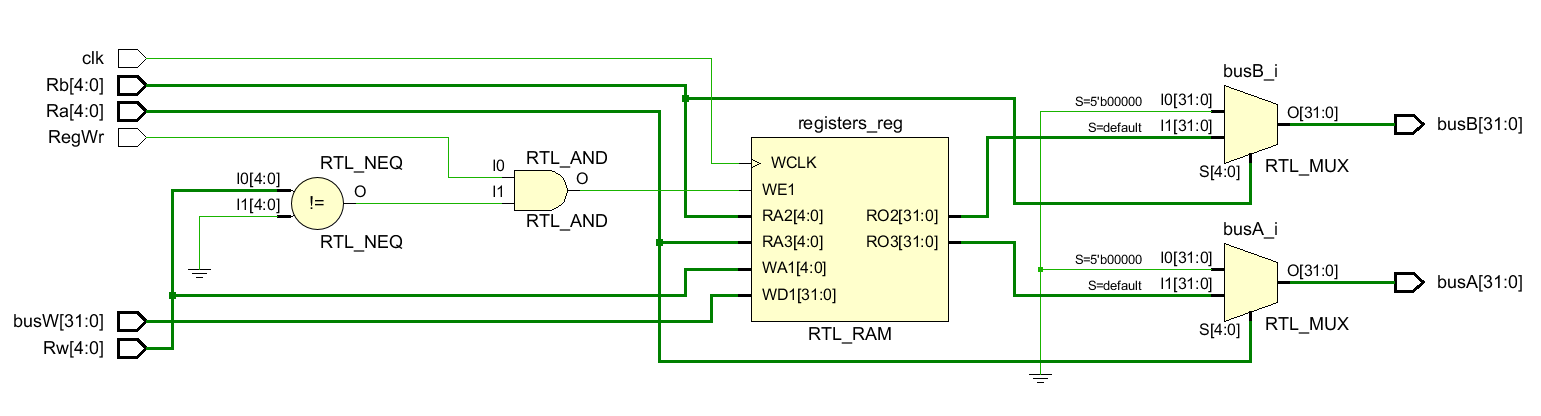 clk
Rb[4:0]
Ra[4:0]
RegWr
RTL_NEQ
I0[4:0]
I1[4:0]
!=
O
RTL_NEQ
RTL_AND
I0
I1
O
RTL_AND
busW[31:0]
Rw[4:0]
registers_reg
WCLK
WE1
RA2[4:0]
RO2[31:0]
RA3[4:0]
RO3[31:0]
WA1[4:0]
WD1[31:0]
RTL_RAM
busB_i
S=5'b00000
I0[31:0]
O[31:0]
S=default
I1[31:0]
busB[31:0]
S[4:0]
RTL_MUX
busA_i
S=5'b00000
I0[31:0]
O[31:0]
S=default
I1[31:0]
busA[31:0]
S[4:0]
RTL_MUX